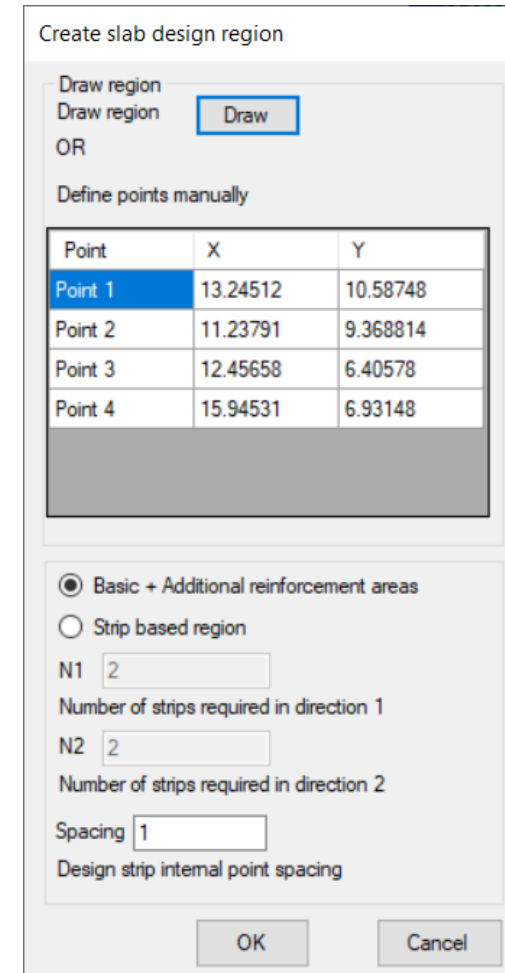 Create slab design region
Draw region
Draw region Draw
OR
Define points manually
Point X Y
Point 1 13.24512 10.58748
Point 2 11.23791 9.368814
Point 3 12.45658 6.40578
Point 4 15.94531 6.93148
Basic + Additional reinforcement areas
Strip based region
N1 2
Number of strips required in direction 1
N2 2
Number of strips required in direction 2
Spacing 1
Design strip internal point spacing
OK Cancel